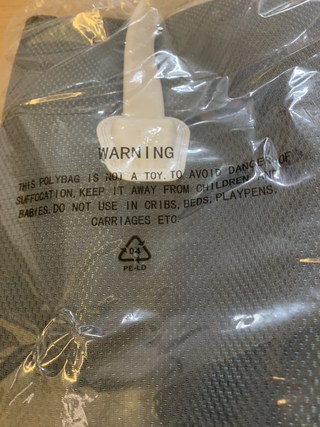 WARNING
THIS POLYBAG IS NOT A TOY. TO AVOID DANGER OF
SUFFOCATION, KEEP IT AWAY FROM CHILDREN AND
BABIES. DO NOT USE IN CRIBS, BEDS, PLAYPENS,
CARRIAGES ETC
04
PE-LD